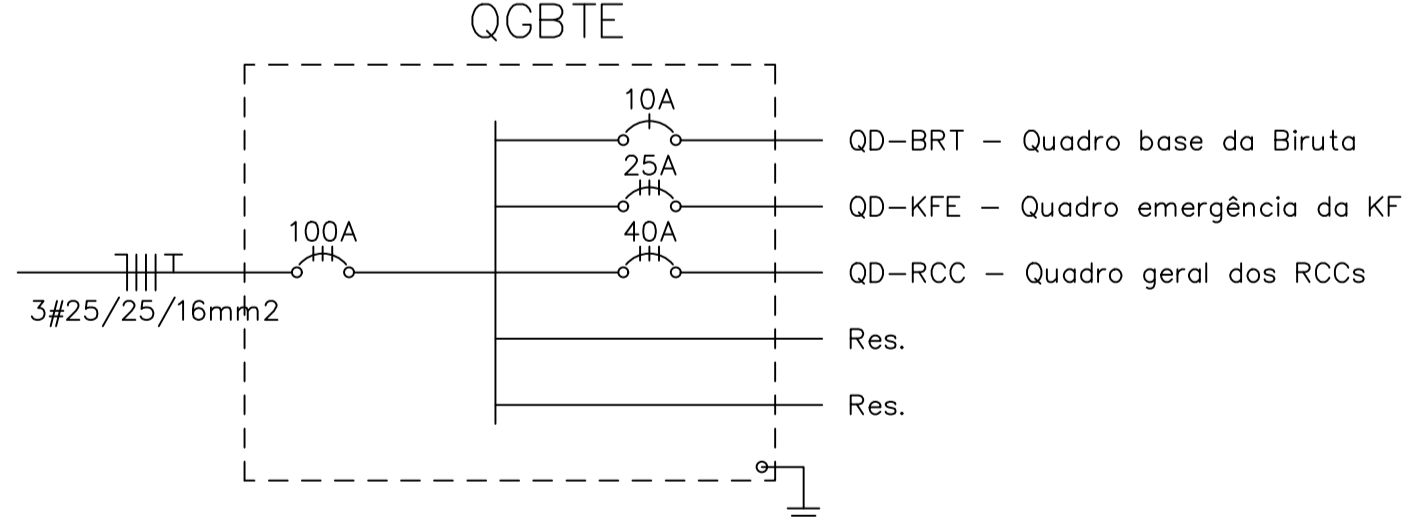 QGBTE
10A
QD-BRT - Quadro base da Biruta
25A
QD-KFE - Quadro emergência da KF
100A
40A
QD-RCC - Quadro geral dos RCCs
T
3#25/25/16mm2
Res.
Res.